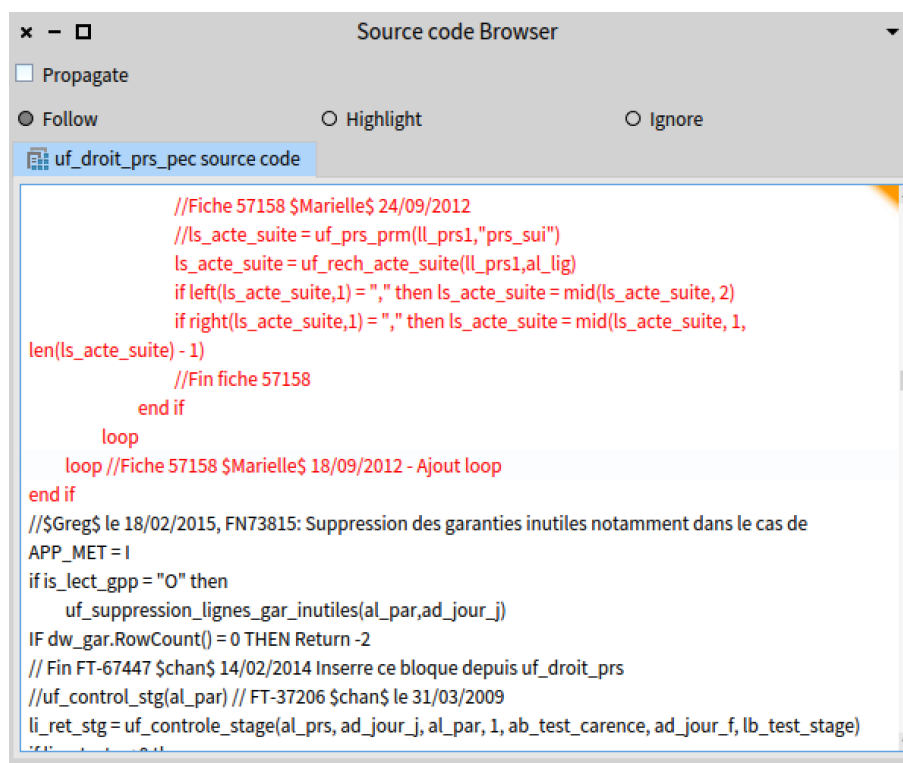 Source code Browser
Propagate
Follow Highlight Ignore
uf_droit_prs_pec source code
//Fiche 57158 $Marielle$ 24/09/2012
//ls_acte_suite = uf_prs_prm(ll_prs1,"prs_sui")
ls_acte_suite = uf_rech_acte_suite(ll_prs1,al_lig)
if left(ls_acte_suite,1) = "," then ls_acte_suite = mid(ls_acte_suite, 2)
if right(ls_acte_suite,1) = "," then ls_acte_suite = mid(ls_acte_suite, 1,
len(ls_acte_suite) - 1)
//Fin fiche 57158
end if
loop
loop //Fiche 57158 $Marielle$ 18/09/2012 - Ajout loop
end if
//$Greg$ le 18/02/2015, FN73815: Suppression des garanties inutiles notamment dans le cas de
APP_MET = I
if is_lect_gpp = "O" then
uf_suppression_lignes_gar_inutiles(al_par,ad_jour_j)
IF dw_gar.RowCount() = 0 THEN Return -2
// Fin FT-67447 $chan$ 14/02/2014 Inserre ce bloque depuis uf_droit_prs
//uf_control_stg(al_par) // FT-37206 $chan$ le 31/03/2009
li_ret_stg = uf_controle_stage(al_prs, ad_jour_j, al_par, 1, ab_test_carence, ad_jour_f, lb_test_stage)